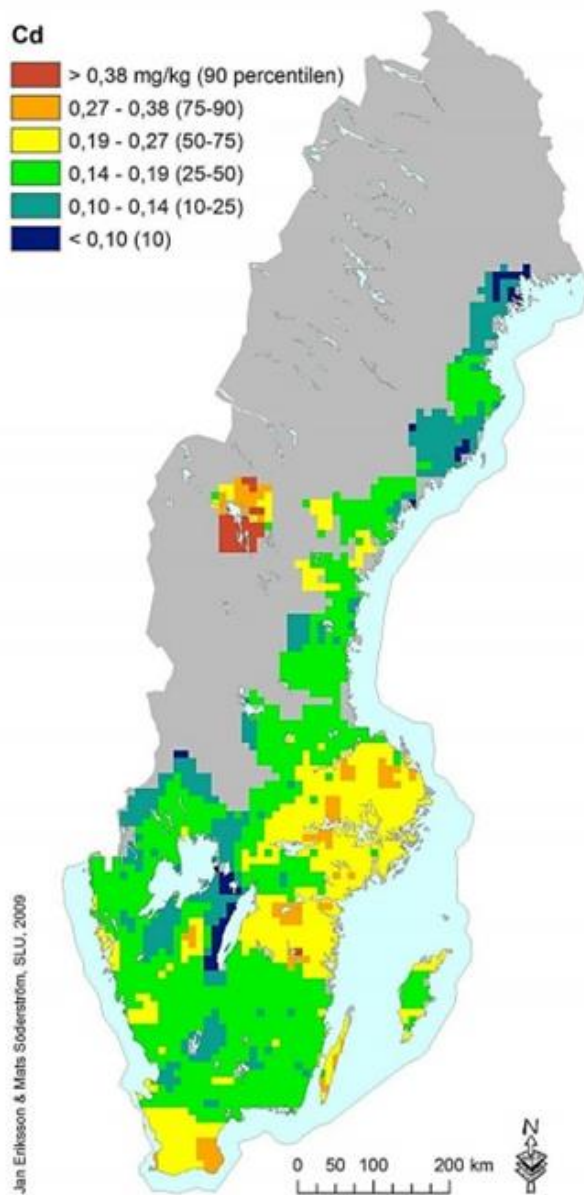 Cd
> 0,38 mg/kg (90 percentilen)
0,27 - 0,38 (75-90)
0,19 - 0,27 (50-75)
0,14 - 0,19 (25-50)
0,10 - 0,14 (10-25)
< 0,10 (10)
Jan Eriksson & Mats Söderström, SLU, 2009
N
0 50 100 200 km